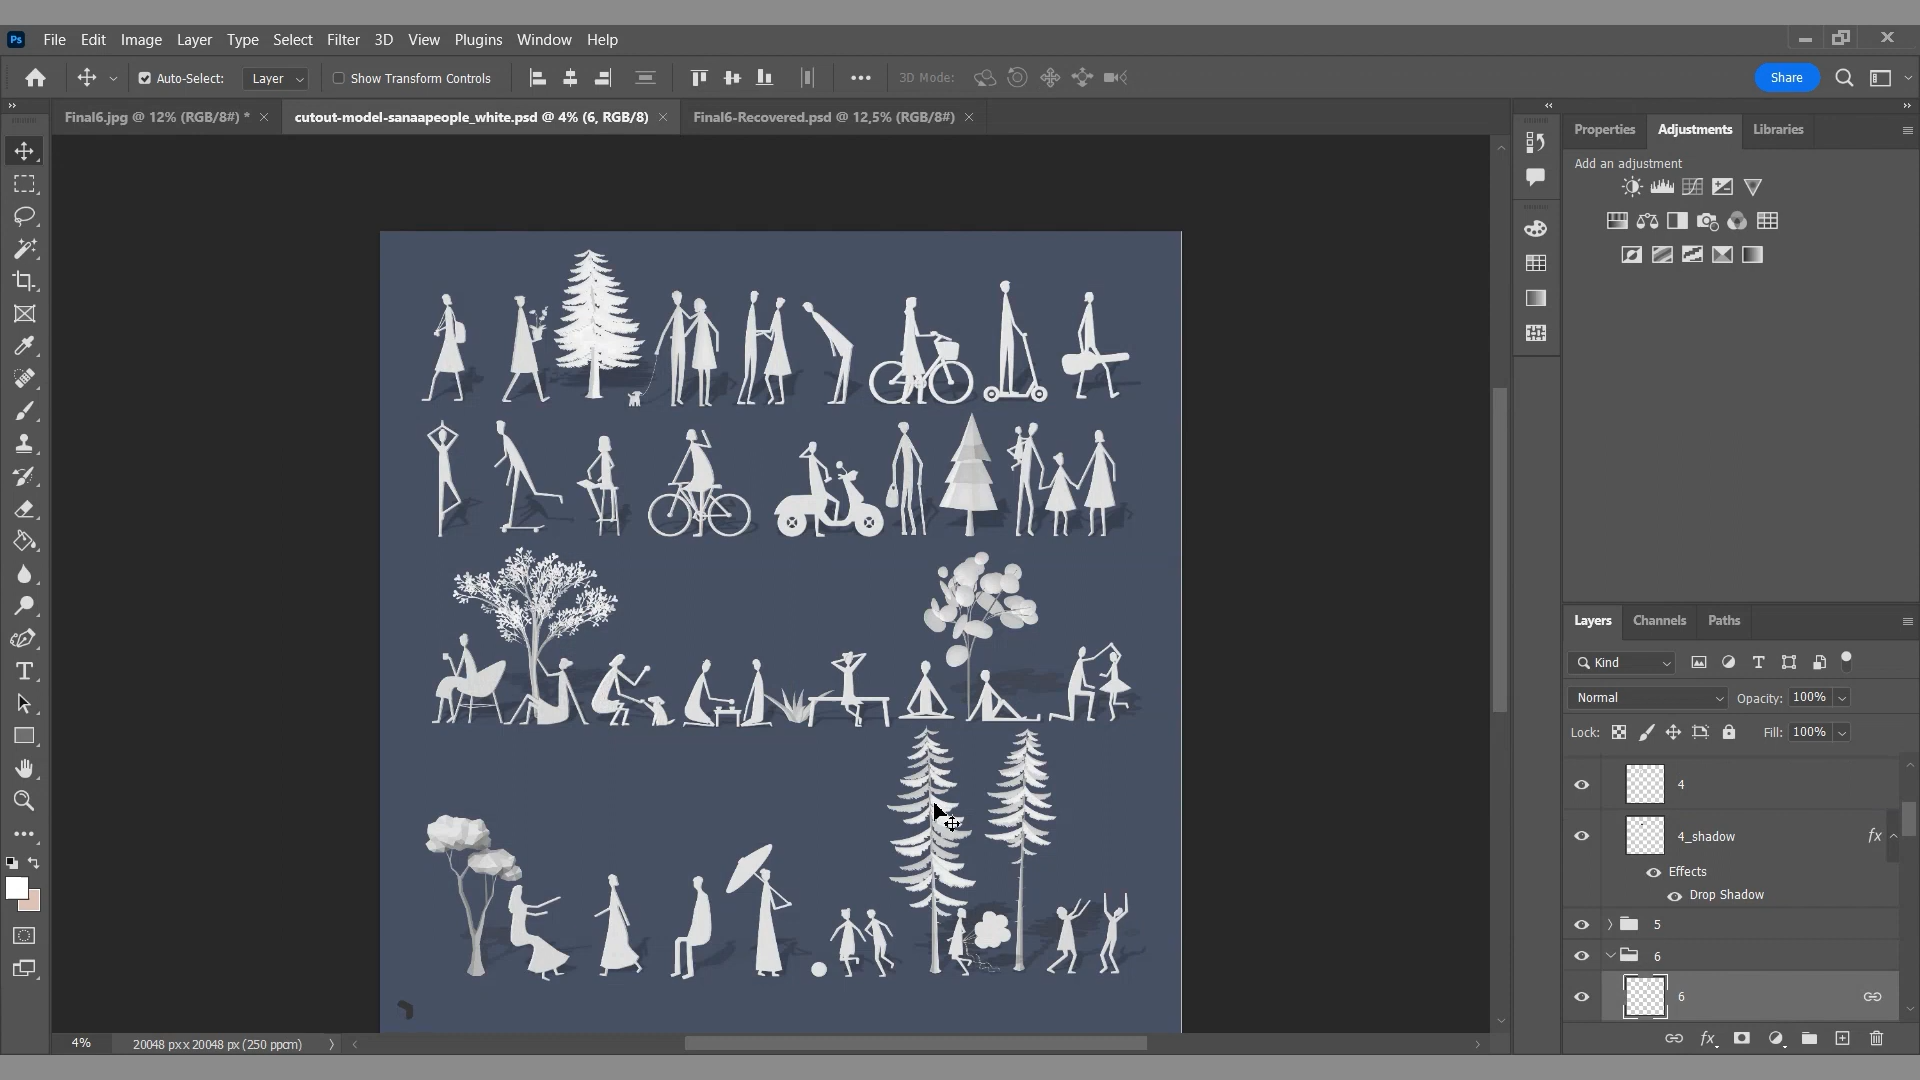 Ps File Edit Image Layer Type Select Filter 3D View Plugins Window Help
Auto-Select: Layer Show Transform Controls 3D Mode: Share
Final6.jpg @ 12% (RGB/8#) * cutout-model-sanaapeople_white.psd @ 4% (6, RGB/8) Final6-Recovered.psd @ 12,5% (RGB/8#)
Properties Adjustments Libraries
Add an adjustment
Layers Channels Paths
Kind
Normal Opacity: 100%
Lock: Fill: 100%
4
4_shadow fx
Effects
Drop Shadow
5
6
6
4% 20048 px x 20048 px (250 ppcm)
fx